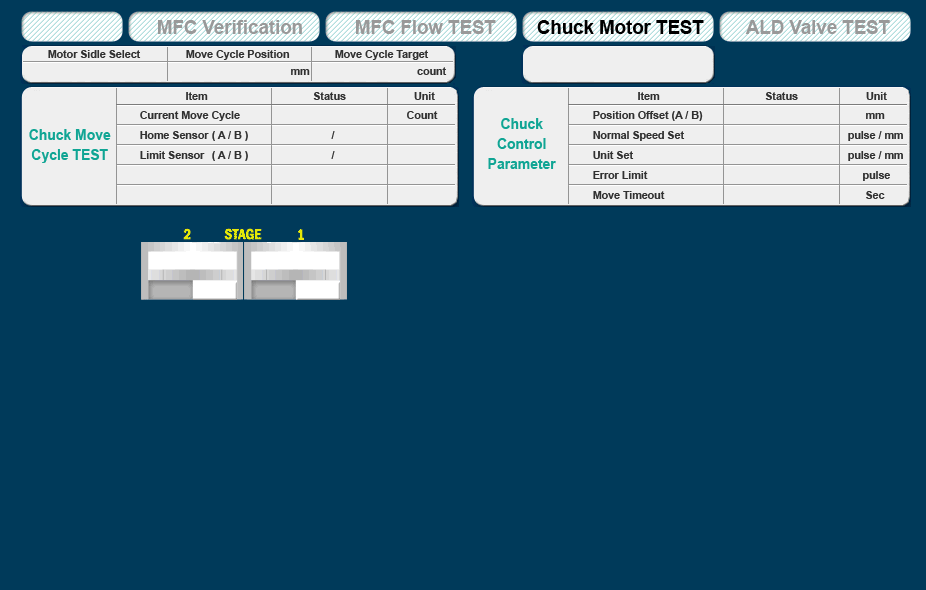 MFC Verification
MFC Flow TEST
Chuck Motor TEST
ALD Valve TEST
Motor Sidle Select
Move Cycle Position
Move Cycle Target
mm
count
Chuck Move
Cycle TEST
Item
Status
Unit
Current Move Cycle
Count
Home Sensor ( A / B )
/
Limit Sensor ( A / B )
/
Chuck
Control
Parameter
Item
Status
Unit
Position Offset (A / B)
mm
Normal Speed Set
pulse / mm
Unit Set
pulse / mm
Error Limit
pulse
Move Timeout
Sec
2 STAGE 1